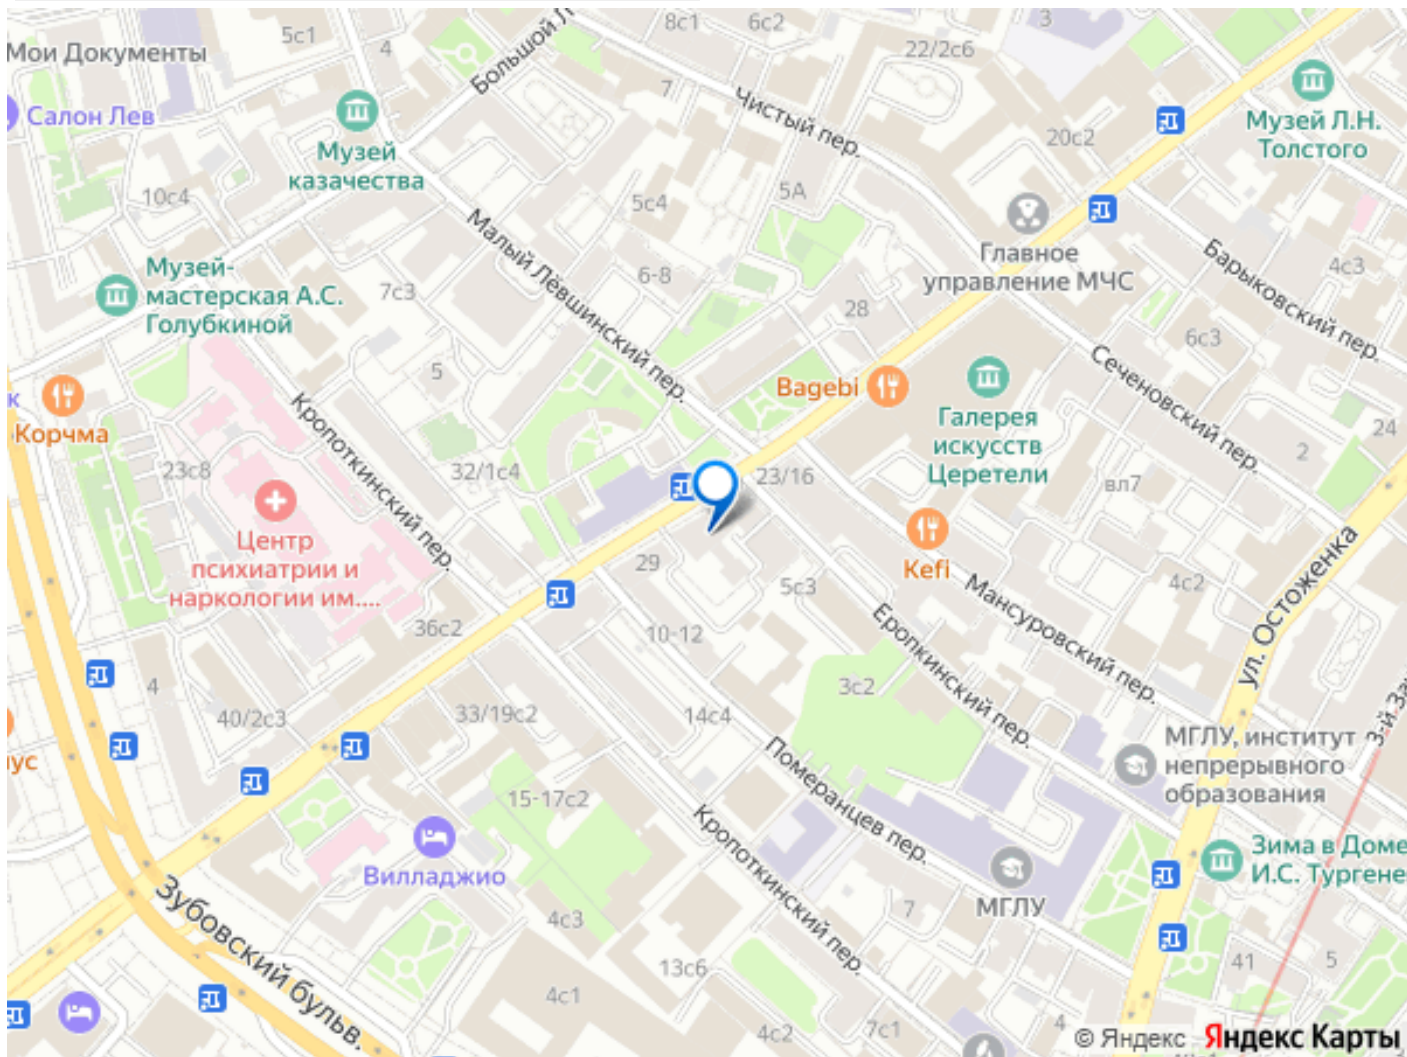 5с1
4
8с1
6с2
3
22/2с6
Мои Документы
Большой Л
7
Чистый пер.
Салон Лев
Музей
казачества
Музей Л.Н.
Толстого
20с2
10с4
5с4
5А
Малый Лёвшинский пер.
Главное
управление МЧС
Барыковский пер.
4с3
Музей-
мастерская А.С.
Голубкиной
7с3
6-8
28
6с3
Сеченовский пер.
5
Bagebi
Галерея
искусств
Церетели
к
Корчма
Кропоткинский пер.
24
2
23с8
32/1с4
23/16
вл7
Центр
психиатрии и
наркологии им....
29
Kefi
5с3
4с2
ул. Остоженка
Мансуровский пер.
Еропкинский пер.
36с2
10-12
3с2
4
40/2с3
33/19с2
14с4
3-й За
МГЛУ, институт
непрерывного
образования
ус
Померанцев пер.
15-17с2
Кропоткинский пер.
Вилладжио
Зима в Доме
И.С. Тургене
МГЛУ
7
Зубовский бульв.
4с3
13с6
41
5
4с1
4с2
7с1
4
© Яндекс Яндекс Карты